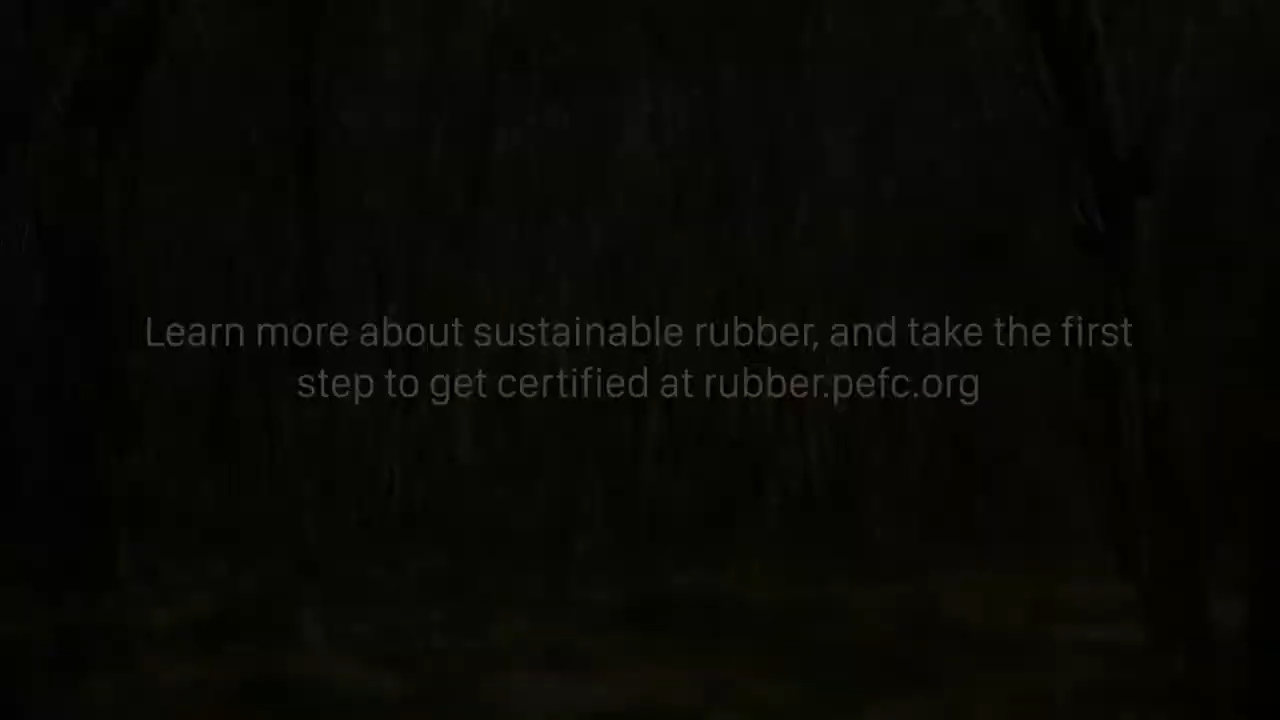 Learn more about sustainable rubber, and take the first
step to get certified at rubber.pefc.org